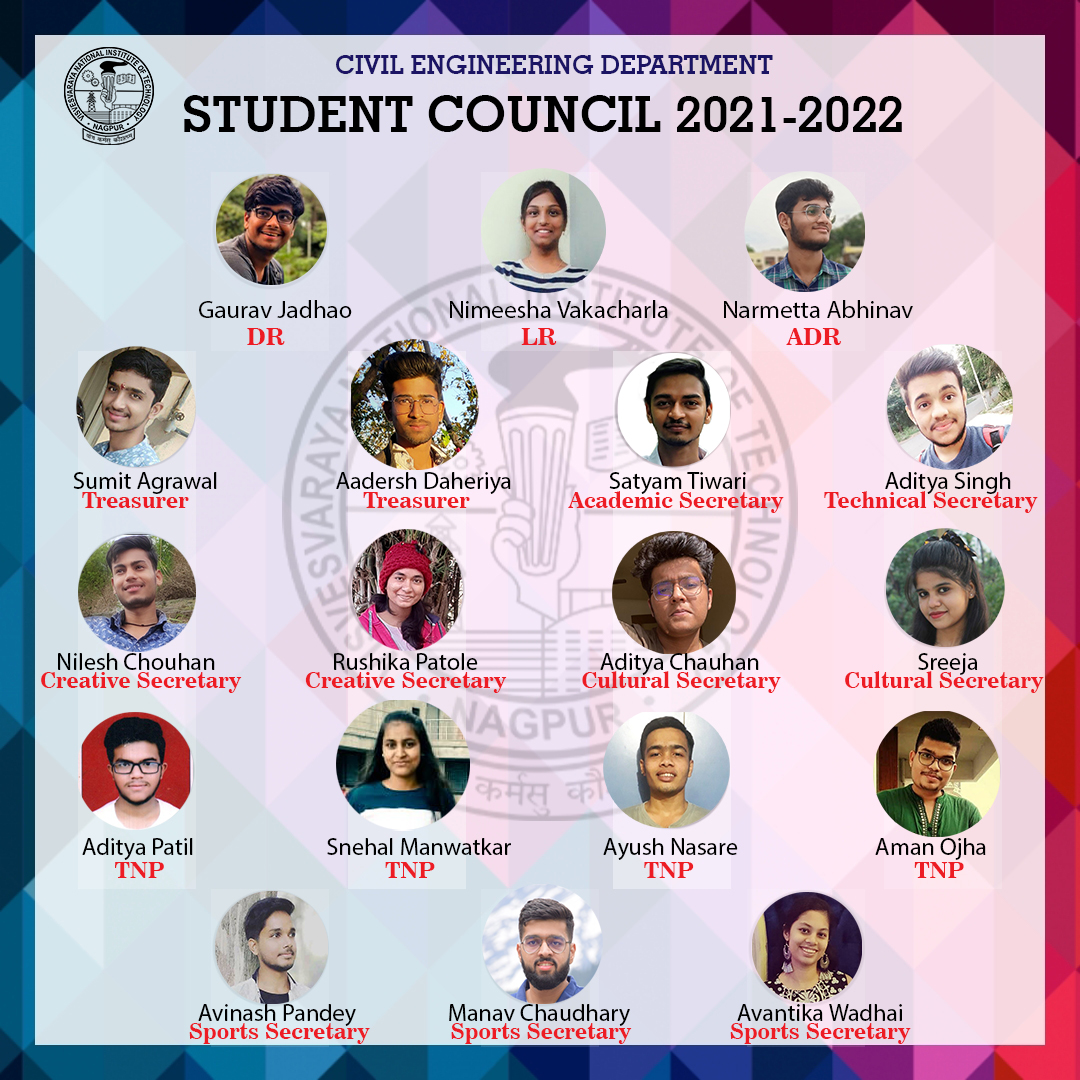 CIVIL ENGINEERING DEPARTMENT
STUDENT COUNCIL 2021-2022
VISVESVARAYA NATIONAL INSTITUTE OF TECHNOLOGY
• NAGPUR •
Gaurav Jadhao Nimeesha Vakacharla Narmetta Abhinav
DR LR ADR
Sumit Agrawal Aadersh Daheriya Satyam Tiwari Aditya Singh
Treasurer Treasurer Academic Secretary Technical Secretary
Nilesh Chouhan Rushika Patole Aditya Chauhan Sreeja
Creative Secretary Creative Secretary Cultural Secretary Cultural Secretary
NAGPUR
कर्मसु
Aditya Patil Snehal Manwatkar Ayush Nasare Aman Ojha
TNP TNP TNP TNP
Avinash Pandey Manav Chaudhary Avantika Wadhai
Sports Secretary Sports Secretary Sports Secretary